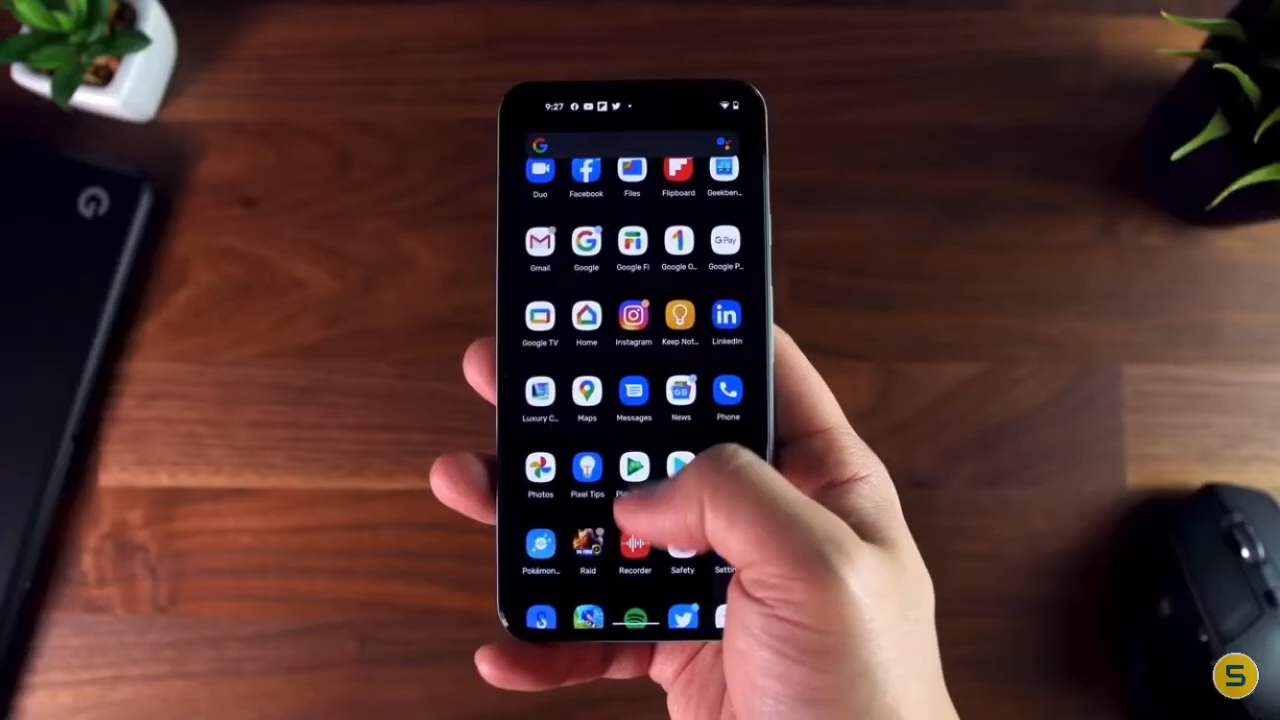 9:27
Duo Facebook Files Flipboard Geekben...
Gmail Google Google Fi Google O... Google P...
G Pay
Google TV Home Instagram Keep Not... LinkedIn
in
Luxury C... Maps Messages News Phone
Photos Pixel Tips
Pokémon... Raid Recorder Safety
G
S